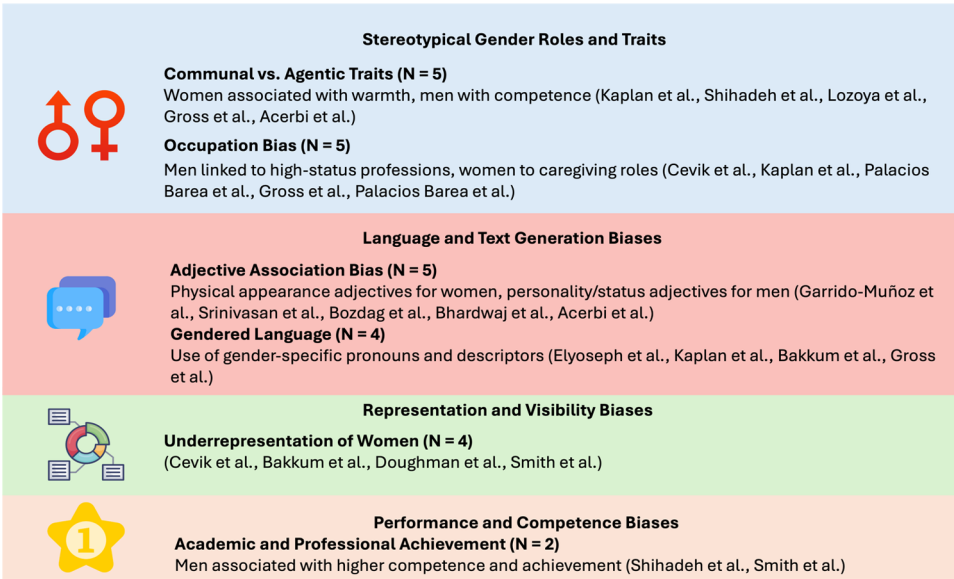 Stereotypical Gender Roles and Traits
Communal vs. Agentic Traits (N = 5)
Women associated with warmth, men with competence (Kaplan et al., Shihadeh et al., Lozoya et al.,
Gross et al., Acerbi et al.)
Occupation Bias (N = 5)
Men linked to high-status professions, women to caregiving roles (Cevik et al., Kaplan et al., Palacios
Barea et al., Gross et al., Palacios Barea et al.)
Language and Text Generation Biases
Adjective Association Bias (N = 5)
Physical appearance adjectives for women, personality/status adjectives for men (Garrido-Muñoz et
al., Srinivasan et al., Bozdag et al., Bhardwaj et al., Acerbi et al.)
Gendered Language (N = 4)
Use of gender-specific pronouns and descriptors (Elyoseph et al., Kaplan et al., Bakkum et al., Gross
et al.)
Representation and Visibility Biases
Underrepresentation of Women (N = 4)
(Cevik et al., Bakkum et al., Doughman et al., Smith et al.)
1
Performance and Competence Biases
Academic and Professional Achievement (N = 2)
Men associated with higher competence and achievement (Shihadeh et al., Smith et al.)